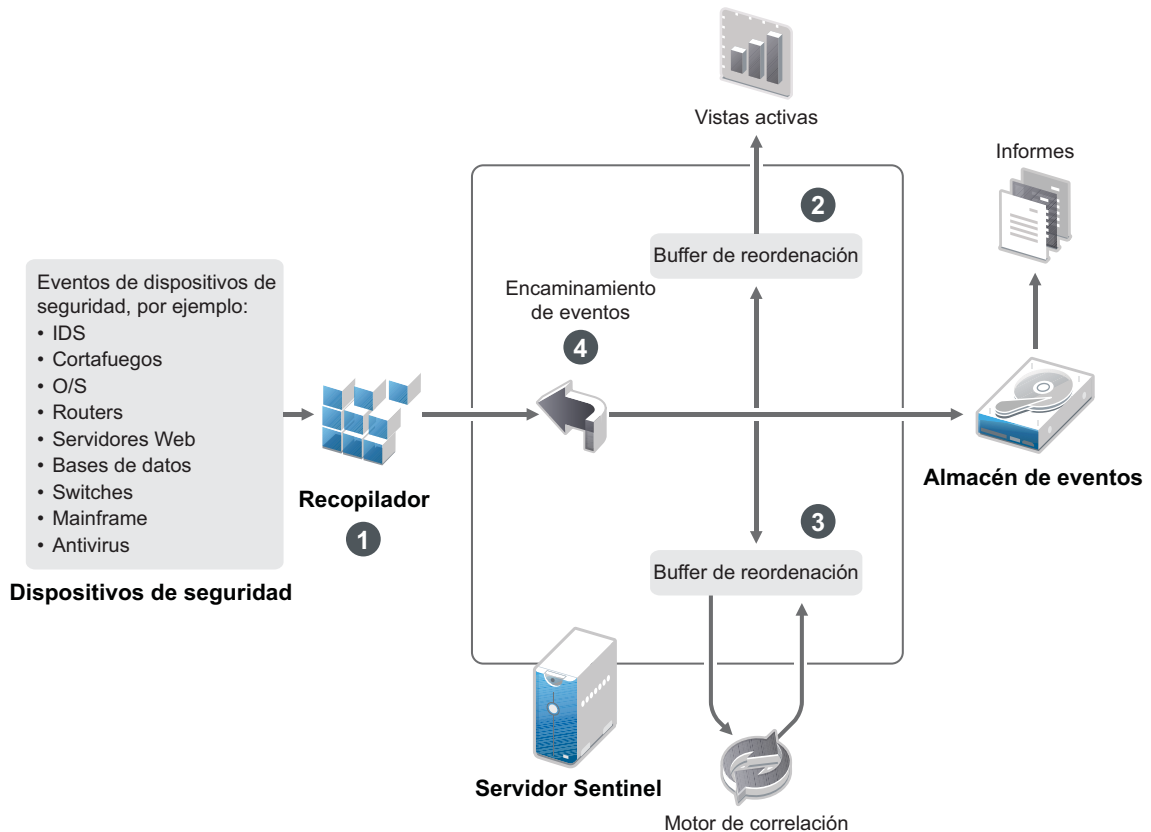 Vistas activas
Informes
2
Buffer de reordenación
Eventos de dispositivos de
seguridad, por ejemplo:
• IDS
• Cortafuegos
• O/S
• Routers
• Servidores Web
• Bases de datos
• Switches
• Mainframe
• Antivirus
Dispositivos de seguridad
Encaminamiento
de eventos
4
Recopilador
1
Almacén de eventos
3
Buffer de reordenación
Servidor Sentinel
Motor de correlación